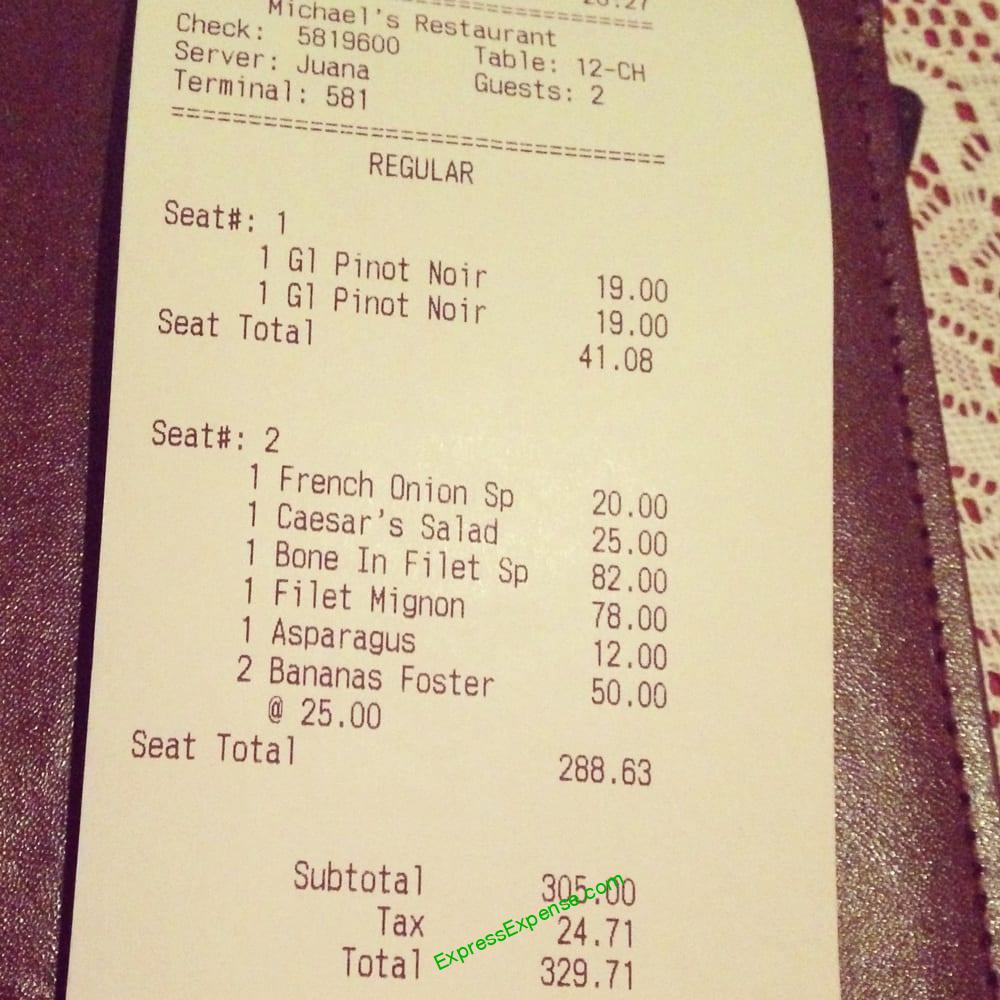 20:27
==================================
Michael's Restaurant
Check: 5819600 Table: 12-CH
Server: Juana Guests: 2
Terminal: 581
==================================
REGULAR
Seat#: 1
1 Gl Pinot Noir 19.00
1 Gl Pinot Noir 19.00
Seat Total 41.08
Seat#: 2
1 French Onion Sp 20.00
1 Caesar's Salad 25.00
1 Bone In Filet Sp 82.00
1 Filet Mignon 78.00
1 Asparagus 12.00
2 Bananas Foster 50.00
@ 25.00
Seat Total 288.63
Subtotal 305.00
Tax 24.71
Total 329.71
ExpressExpense.com